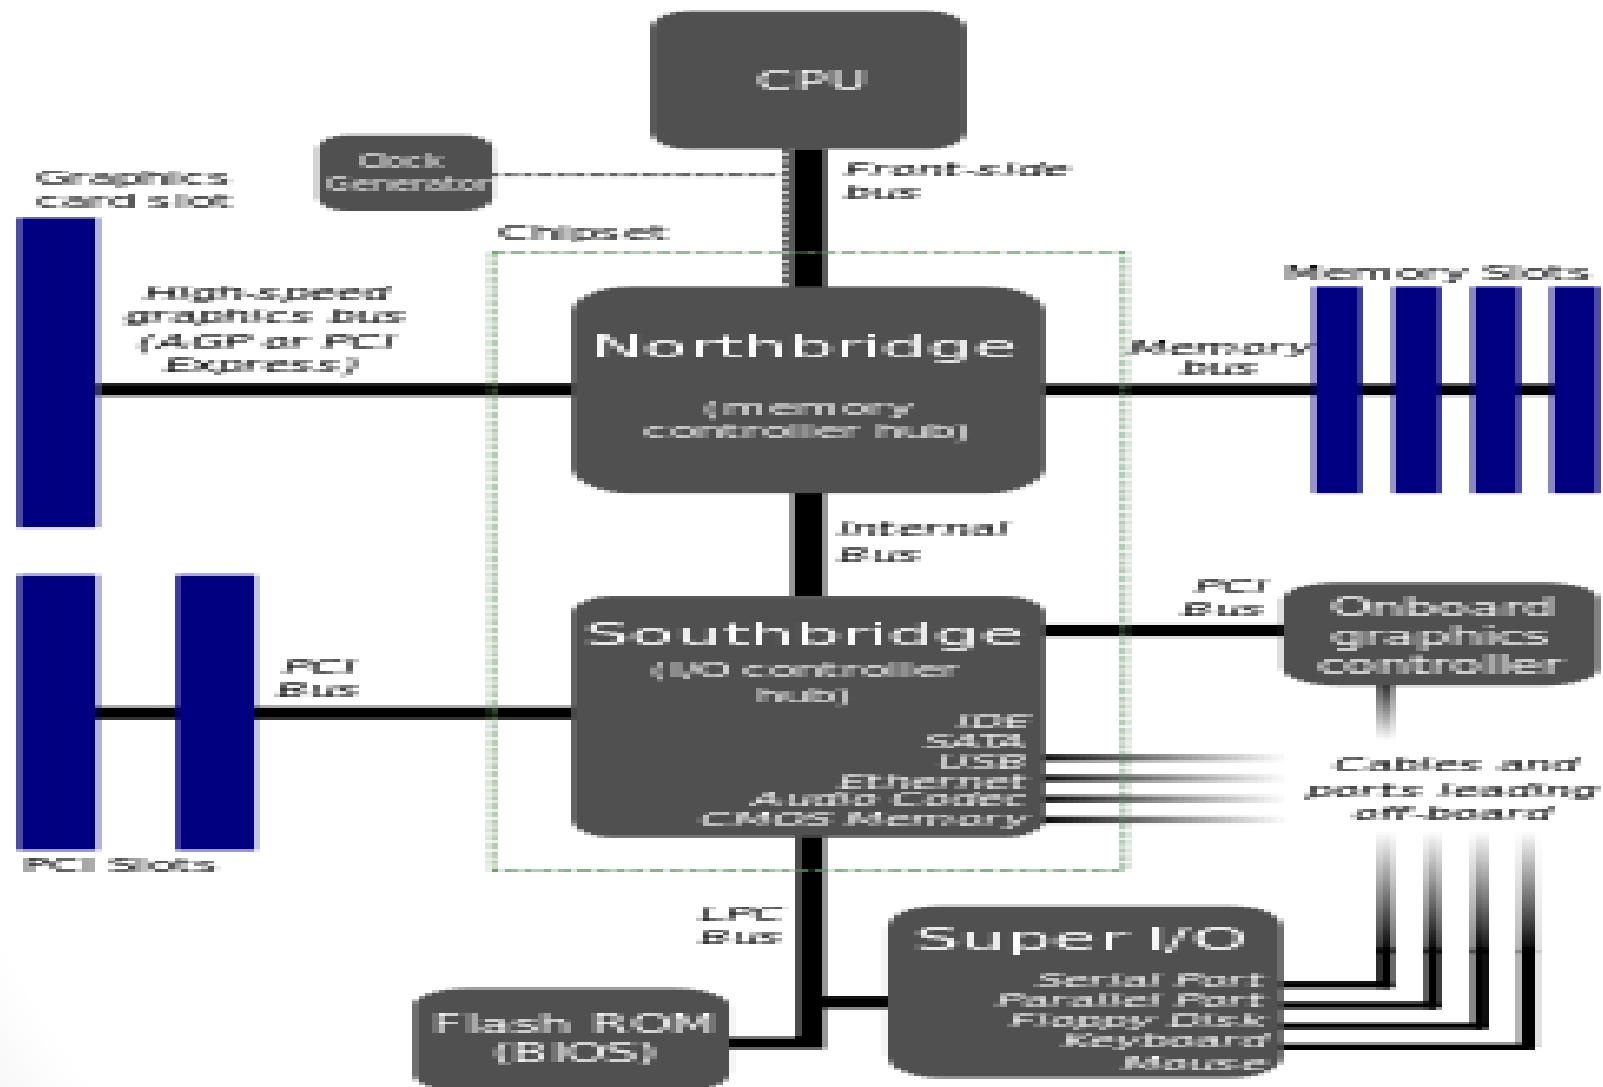 CPU
Clock
Generator
Front-side
bus
Graphics
card slot
Chipset
High-speed
graphics bus
(AGP or PCI
Express)
Northbridge
(memory
controller hub)
Memory
bus
Memory Slots
Internal
Bus
Southbridge
(I/O controller
hub)
IDE
SATA
USB
Ethernet
Audio Codec
CMOS Memory
PCI
Bus
PCI Slots
PCI
Bus
Onboard
graphics
controller
Cables and
ports leading
off-board
LPC
Bus
Super I/O
Serial Port
Parallel Port
Floppy Disk
Keyboard
Mouse
Flash ROM
(BIOS)